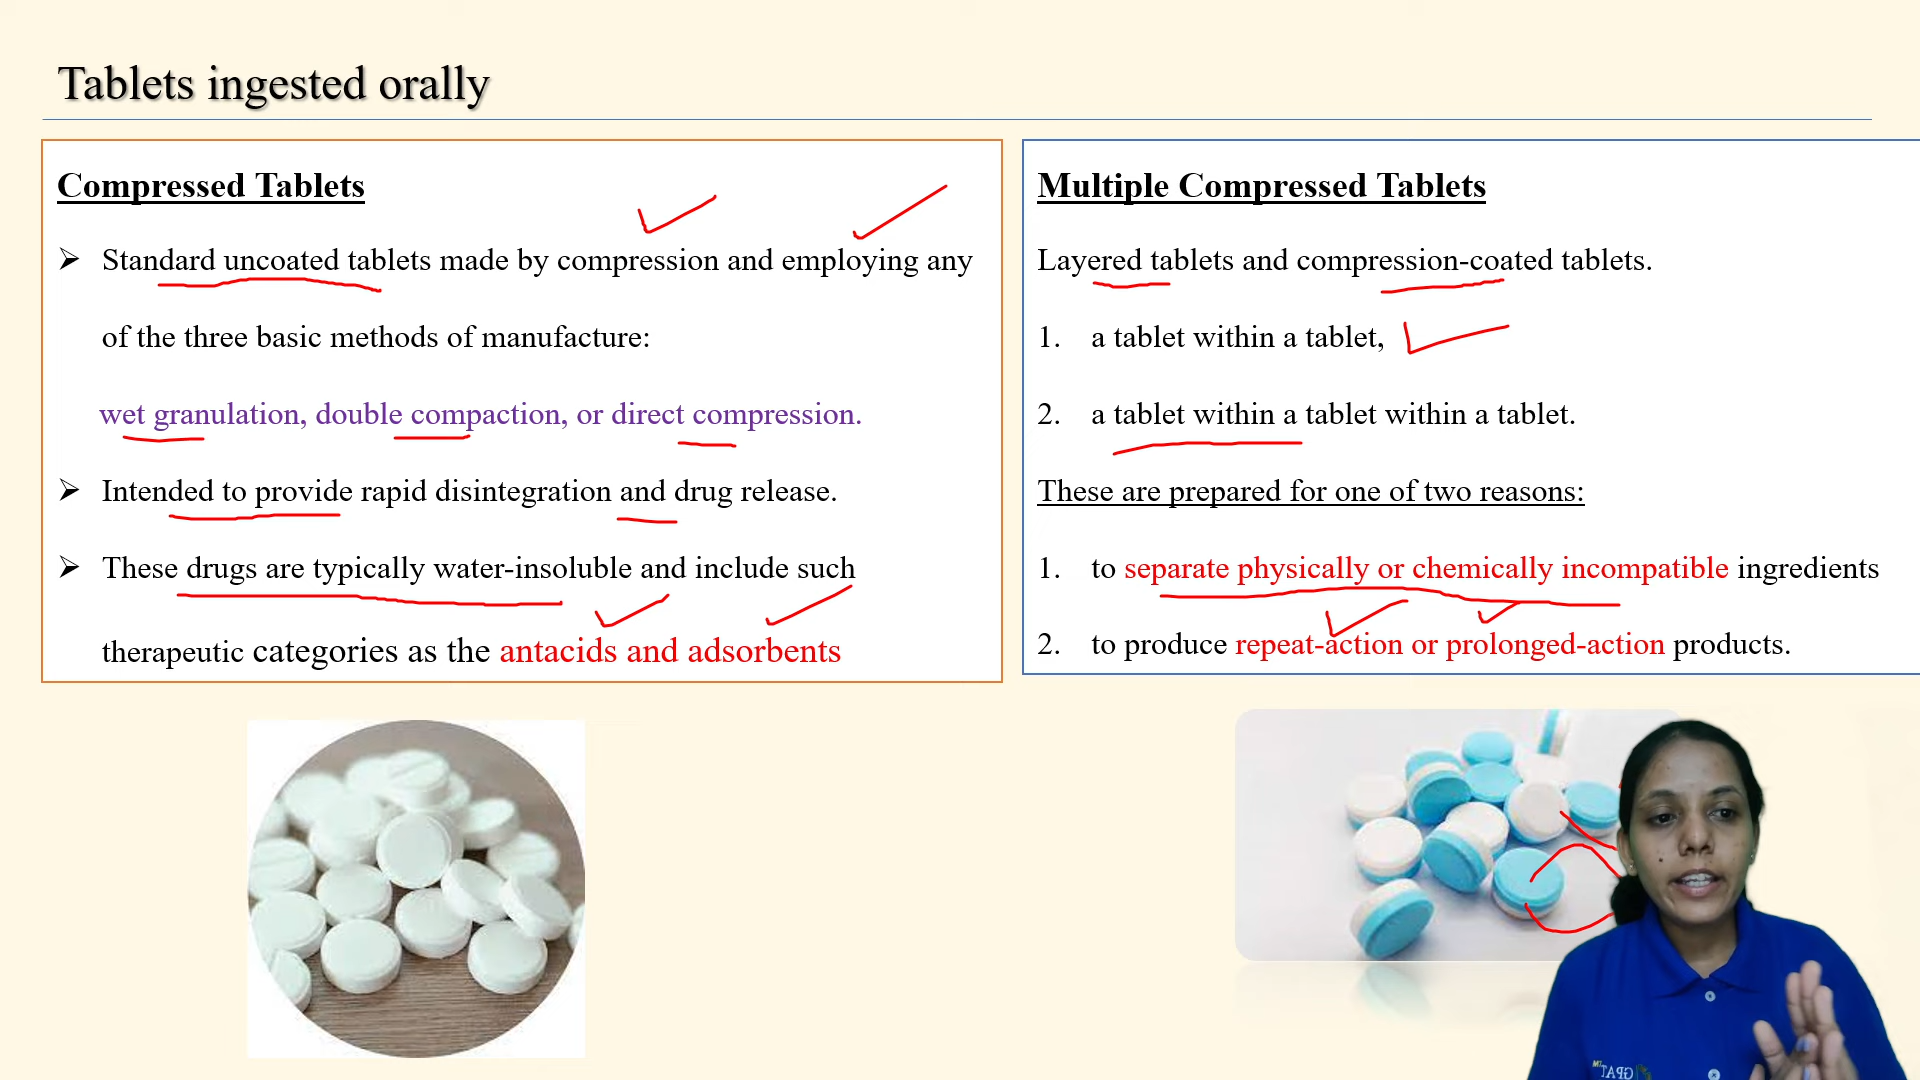 Tablets ingested orally
Compressed Tablets
➢ Standard uncoated tablets made by compression and employing any
of the three basic methods of manufacture:
wet granulation, double compaction, or direct compression.
➢ Intended to provide rapid disintegration and drug release.
➢ These drugs are typically water-insoluble and include such
therapeutic categories as the antacids and adsorbents
Multiple Compressed Tablets
Layered tablets and compression-coated tablets.
1. a tablet within a tablet,
2. a tablet within a tablet within a tablet.
These are prepared for one of two reasons:
1. to separate physically or chemically incompatible ingredients
2. to produce repeat-action or prolonged-action products.
GPAT